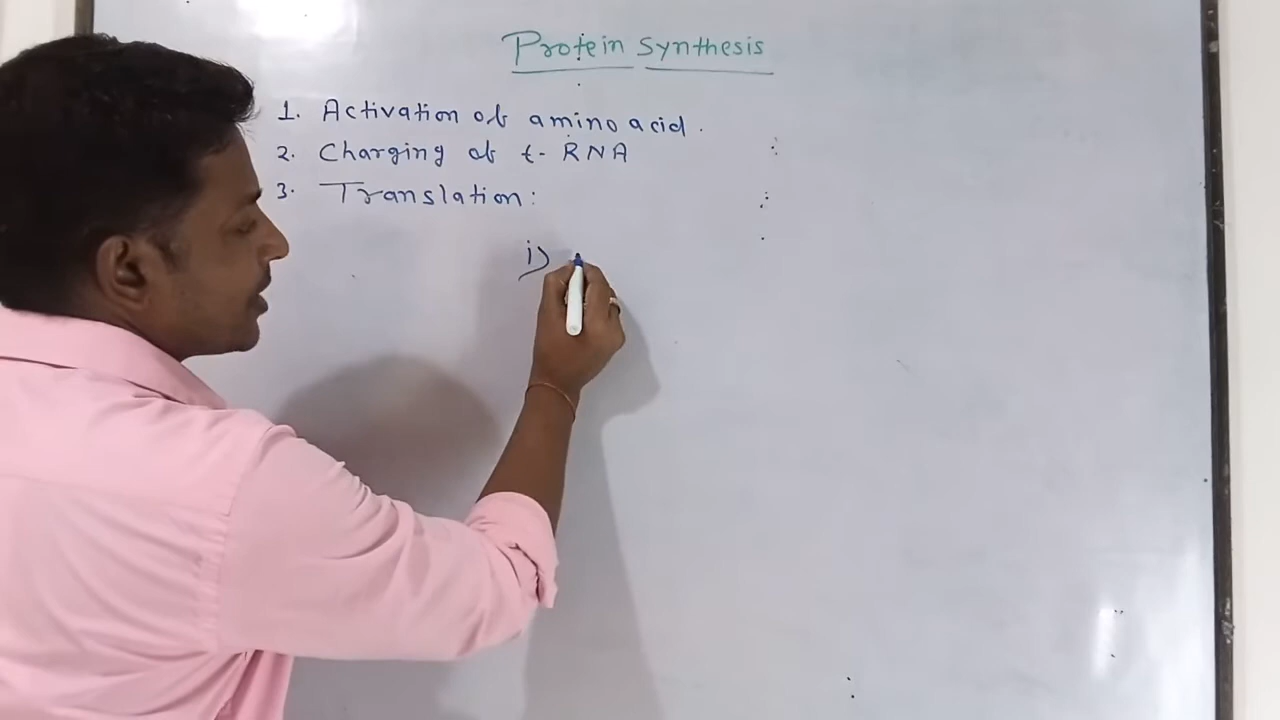 Protein Synthesis
1. Activation of amino acid.
2. Charging of t-RNA
3. Translation:
i)